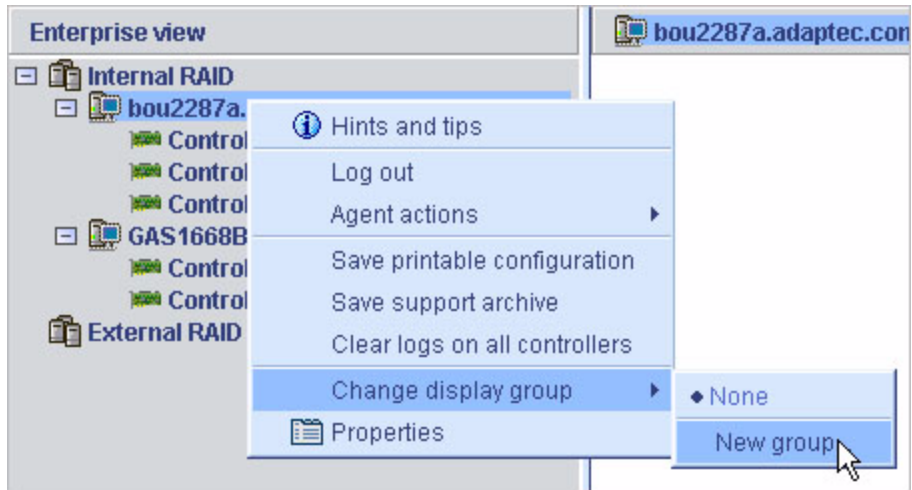 Enterprise view
bou2287a.adaptec.con
Internal RAID
bou2287a.
Control
Control
Control
GAS1668B
Control
Control
External RAID
Hints and tips
Log out
Agent actions
Save printable configuration
Save support archive
Clear logs on all controllers
Change display group
Properties
None
New group